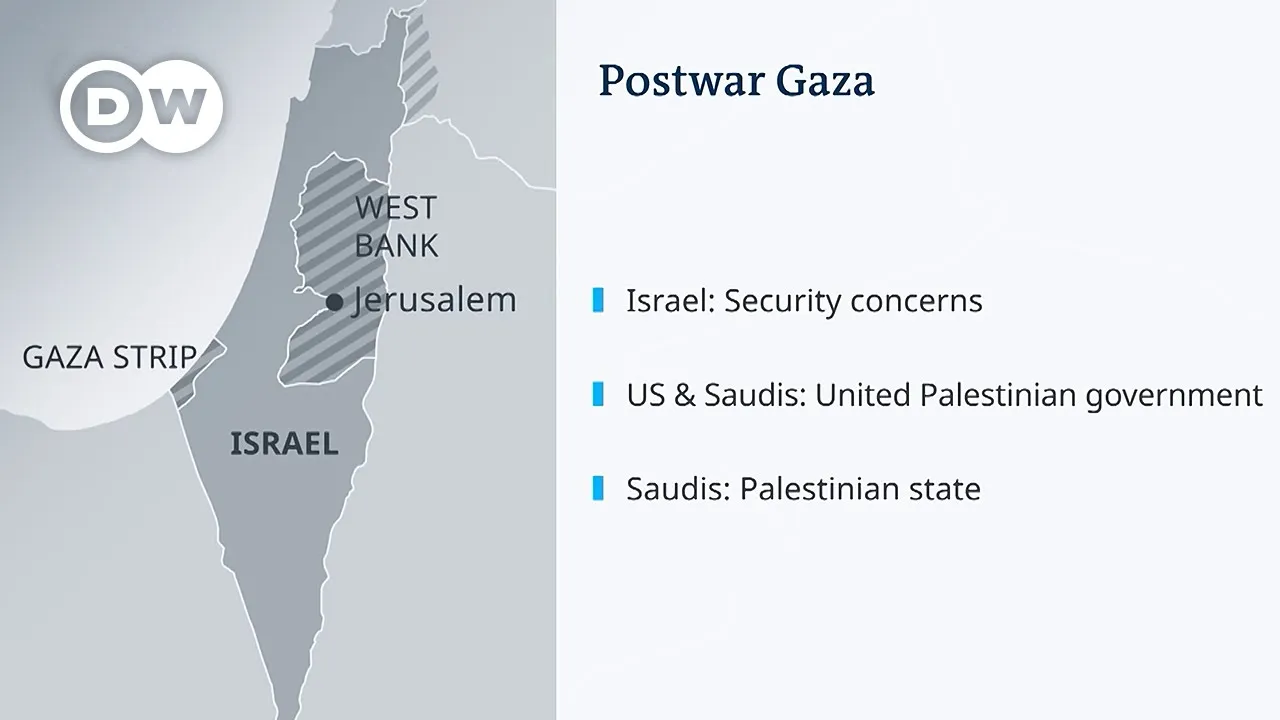 DW
Postwar Gaza
WEST
BANK
Jerusalem
GAZA STRIP
ISRAEL
Israel: Security concerns
US & Saudis: United Palestinian government
Saudis: Palestinian state